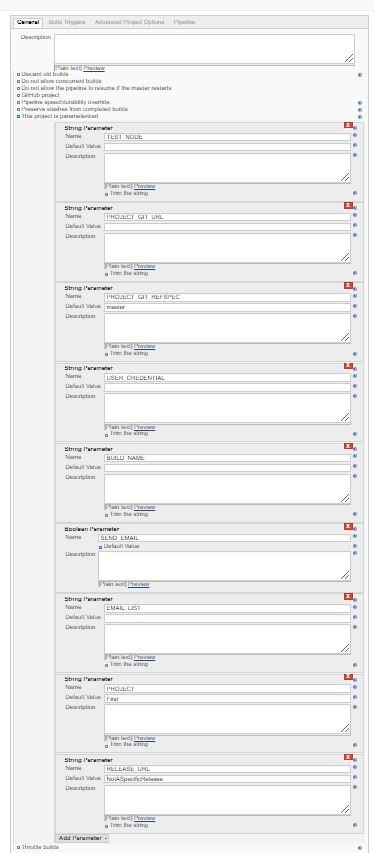 General Build Triggers Advanced Project Options Pipeline
Description
[Plain text] Preview
Discard old builds
Do not allow concurrent builds
Do not allow the pipeline to resume if the master restarts
GitHub project
Pipeline speed/durability override
Preserve stashes from completed builds
This project is parameterized
X
String Parameter
Name TEST_NODE
Default Value
Description
[Plain text] Preview
Trim the string
X
String Parameter
Name PROJECT_GIT_URL
Default Value
Description
[Plain text] Preview
Trim the string
X
String Parameter
Name PROJECT_GIT_REFSPEC
Default Value master
Description
[Plain text] Preview
Trim the string
X
String Parameter
Name USER_CREDENTIAL
Default Value
Description
[Plain text] Preview
Trim the string
X
String Parameter
Name BUILD_NAME
Default Value
Description
[Plain text] Preview
Trim the string
X
Boolean Parameter
Name SEND_EMAIL
Default Value
Description
[Plain text] Preview
X
String Parameter
Name EMAIL_LIST
Default Value
Description
[Plain text] Preview
Trim the string
X
String Parameter
Name PROJECT
Default Value First
Description
[Plain text] Preview
Trim the string
X
String Parameter
Name RELEASE_URL
Default Value NotASpecificRelease
Description
[Plain text] Preview
Trim the string
Add Parameter
Throttle builds